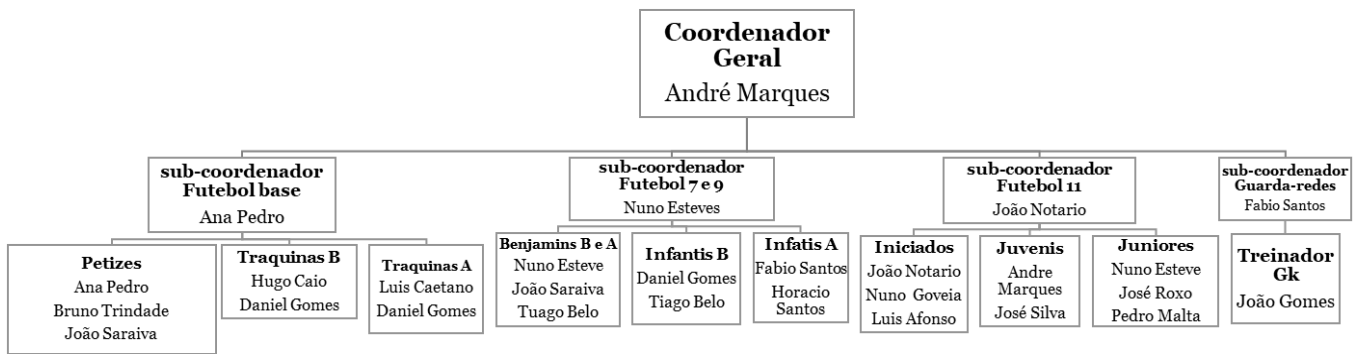 Coordenador
Geral
André Marques
sub-coordenador
Futebol base
Ana Pedro
sub-coordenador
Futebol 7 e 9
Nuno Esteves
sub-coordenador
Futebol 11
João Notario
sub-coordenador
Guarda-redes
Fabio Santos
Petizes
Ana Pedro
Bruno Trindade
João Saraiva
Traquinas B
Hugo Caio
Daniel Gomes
Traquinas A
Luis Caetano
Daniel Gomes
Benjamins B e A
Nuno Esteve
João Saraiva
Tuago Belo
Infantis B
Daniel Gomes
Tiago Belo
Infatis A
Fabio Santos
Horacio
Santos
Iniciados
João Notario
Nuno Goveia
Luis Afonso
Juvenis
Andre
Marques
José Silva
Juniores
Nuno Esteve
José Roxo
Pedro Malta
Treinador
Gk
João Gomes